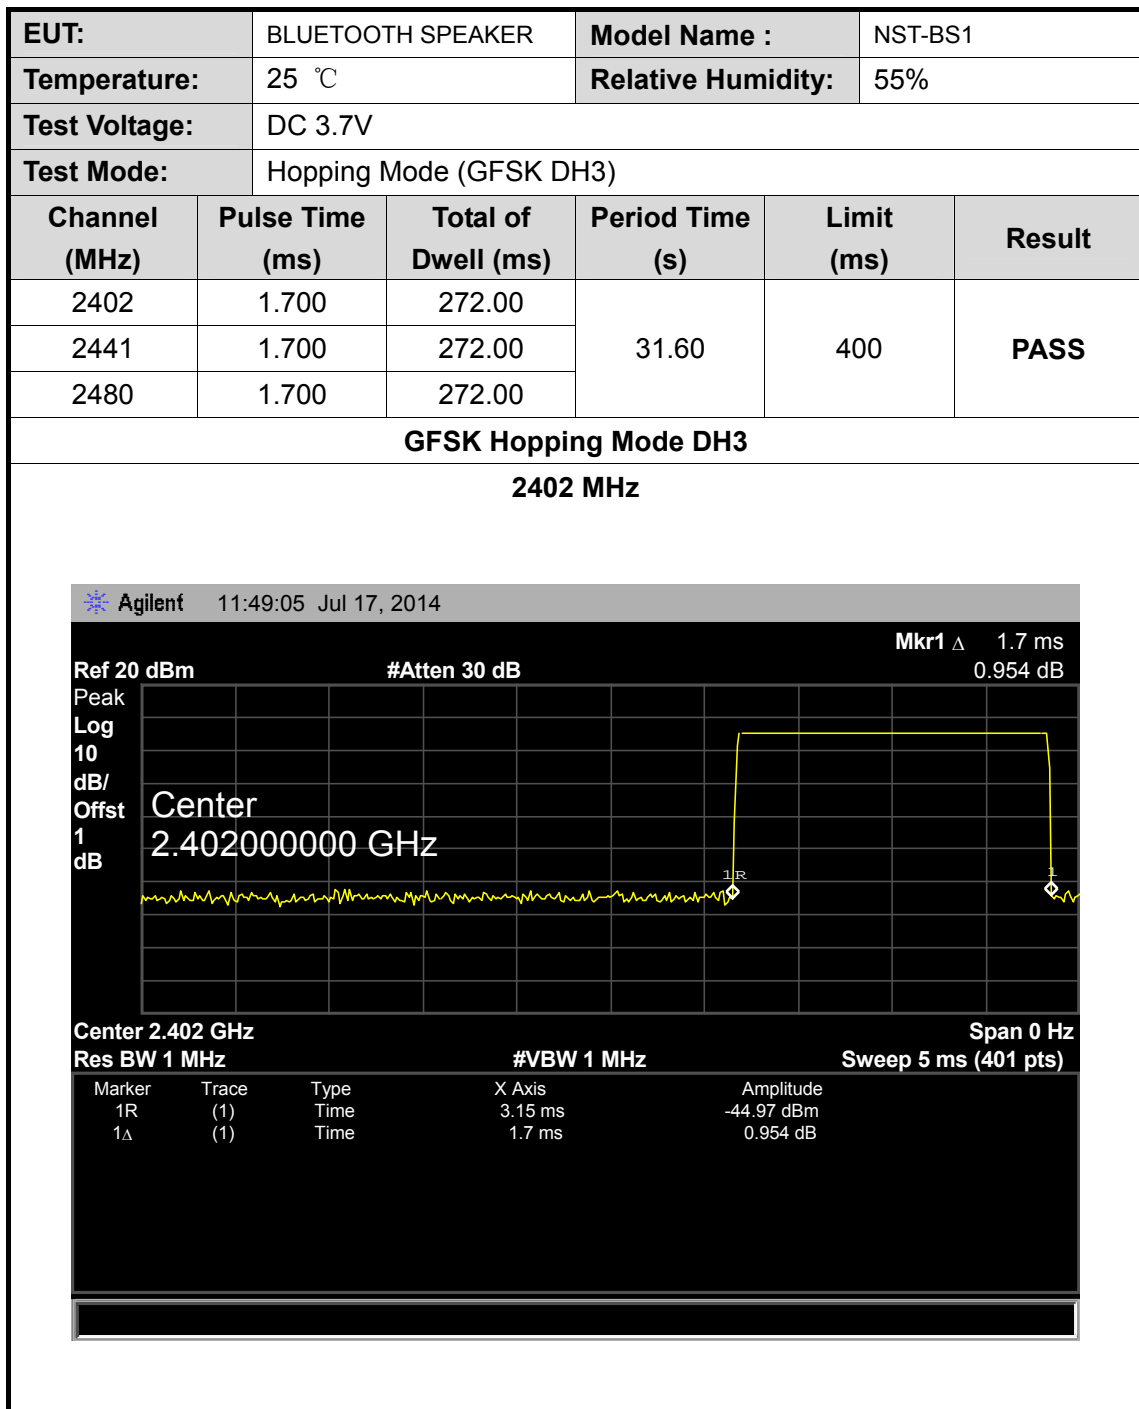 EUT: BLUETOOTH SPEAKER Model Name : NST-BS1
Temperature: 25 ℃ Relative Humidity: 55%
Test Voltage: DC 3.7V
Test Mode: Hopping Mode (GFSK DH3)
Channel (MHz) Pulse Time (ms) Total of Dwell (ms) Period Time (s) Limit (ms) Result
2402 1.700 272.00
2441 1.700 272.00 31.60 400 PASS
2480 1.700 272.00
GFSK Hopping Mode DH3
2402 MHz
Agilent 11:49:05 Jul 17, 2014
Mkr1 Δ 1.7 ms
Ref 20 dBm #Atten 30 dB 0.954 dB
Peak
Log
10
dB/
Offst
1
dB
Center
2.402000000 GHz
1R
1
Center 2.402 GHz Span 0 Hz
Res BW 1 MHz #VBW 1 MHz Sweep 5 ms (401 pts)
Marker Trace Type X Axis Amplitude
1R (1) Time 3.15 ms -44.97 dBm
1Δ (1) Time 1.7 ms 0.954 dB